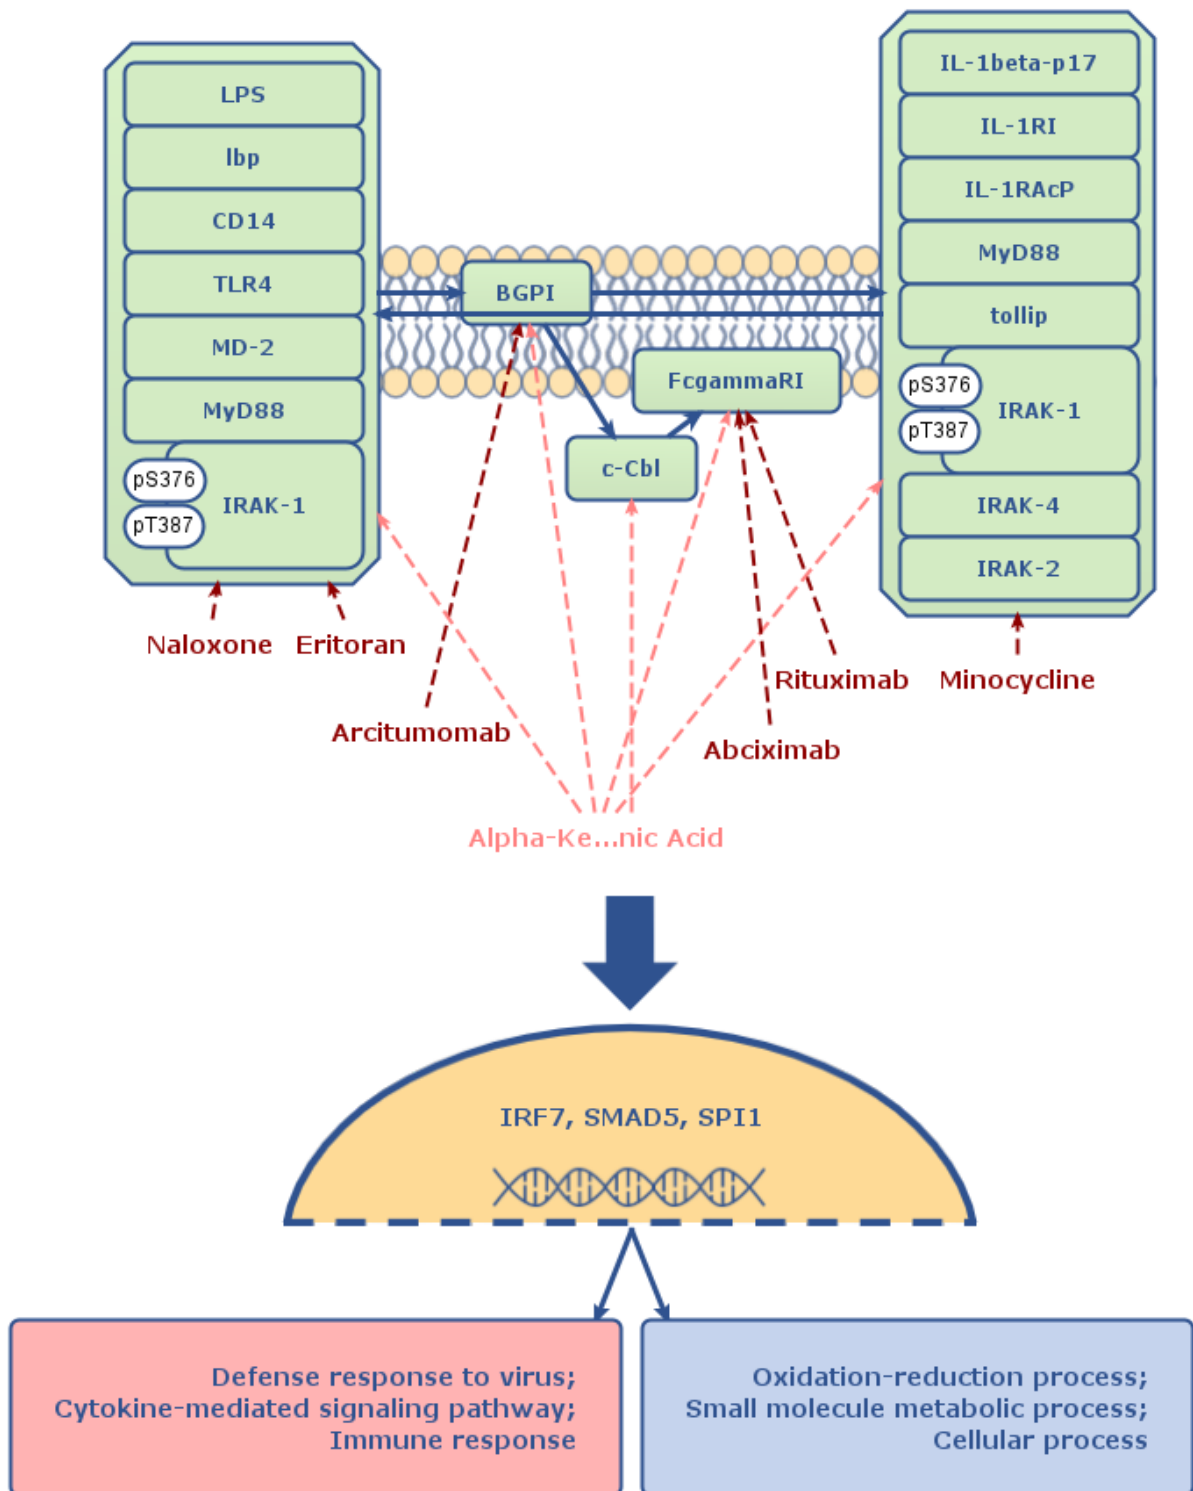 LPS
lbp
CD14
TLR4
MD-2
MyD88
pS376
pT387
IRAK-1
IL-1beta-p17
IL-1RI
IL-1RAcP
MyD88
tollip
pS376
pT387
IRAK-1
IRAK-4
IRAK-2
BGPI
FcgammaRI
c-Cbl
Naloxone
Eritoran
Arcitumomab
Rituximab
Minocycline
Abciximab
Alpha-Ke...nic Acid
IRF7, SMAD5, SPI1
Defense response to virus;
Cytokine-mediated signaling pathway;
Immune response
Oxidation-reduction process;
Small molecule metabolic process;
Cellular process